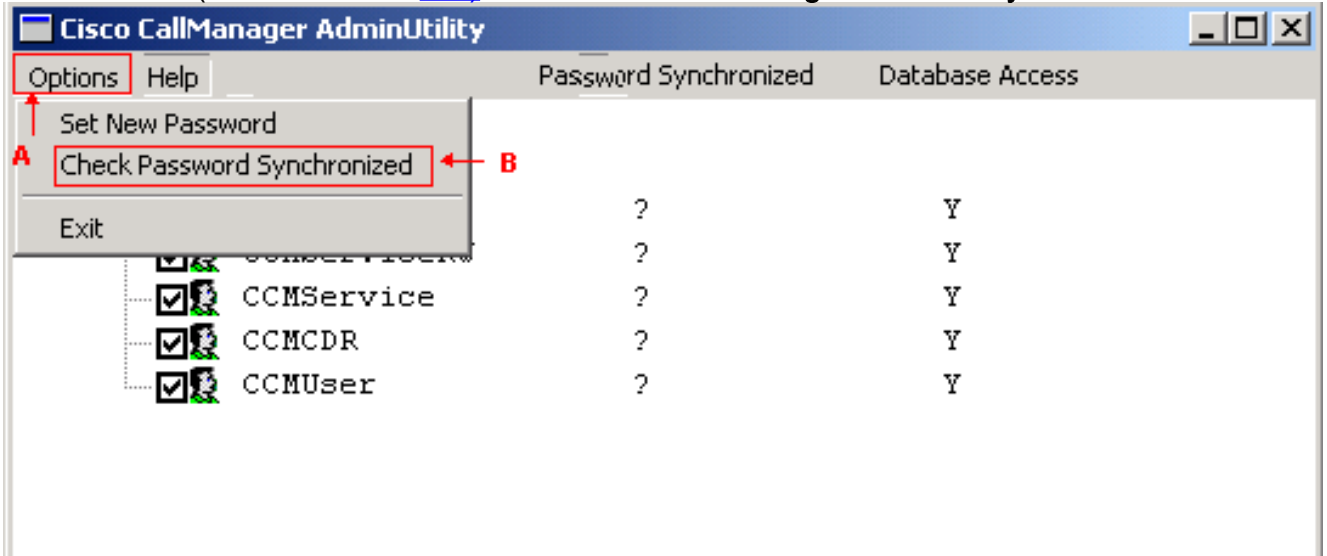 Cisco CallManager AdminUtility
Options Help Password Synchronized Database Access
Set New Password
A Check Password Synchronized B
? Y
Exit
? Y
CCMService ? Y
CCMCDR ? Y
CCMUser ? Y